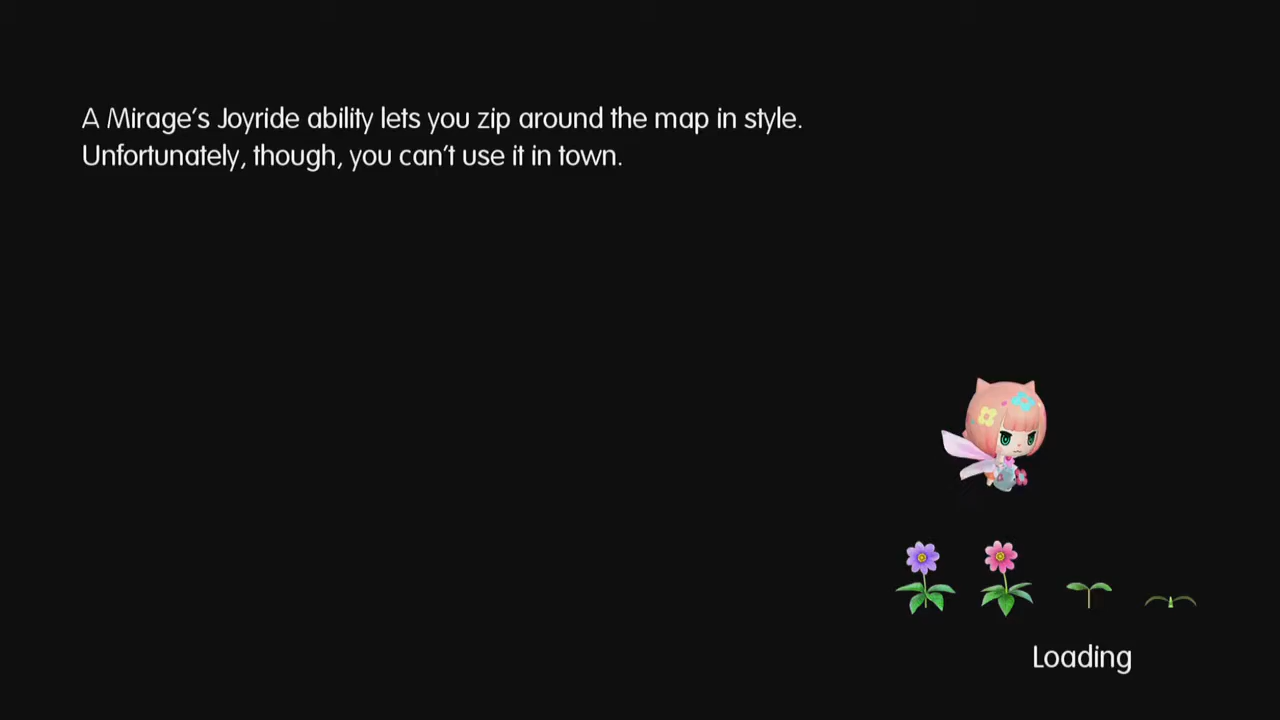 A Mirage's Joyride ability lets you zip around the map in style.
Unfortunately, though, you can't use it in town.
Loading